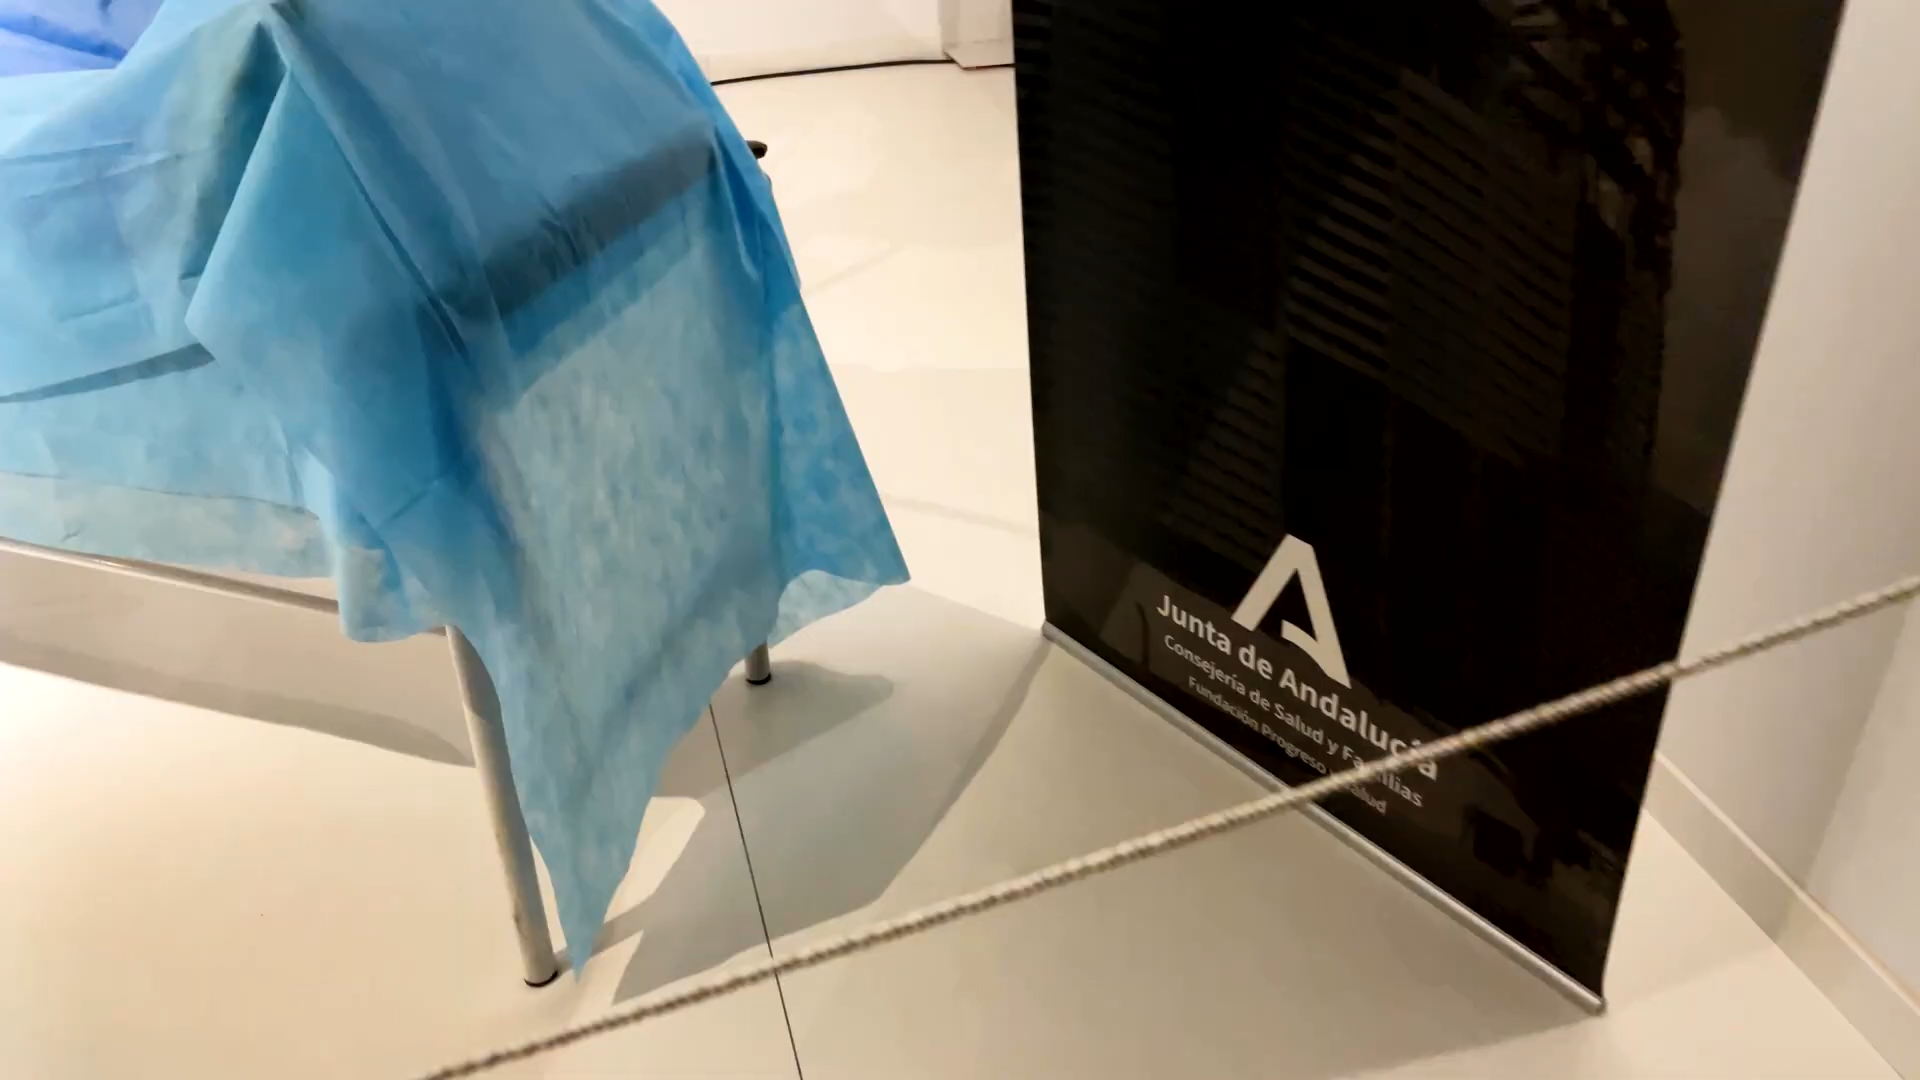 Junta de Andalucía
Consejería de Salud y Familias
Fundación Progreso y Salud